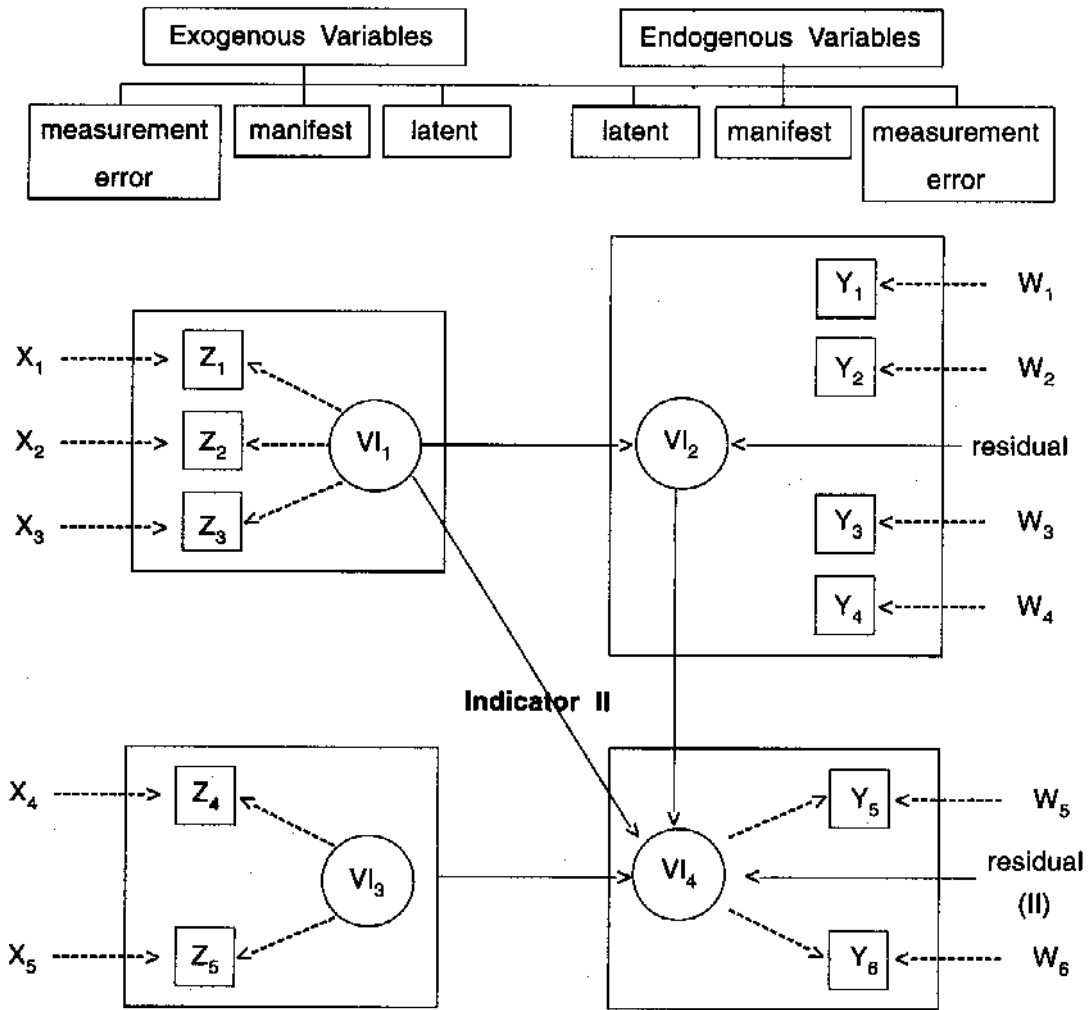 Exogenous Variables
Endogenous Variables
measurement
error
manifest
latent
latent
manifest
measurement
error
X₁
Z₁
X₂
Z₂
X₃
Z₃
VI₁
VI₂
Y₁
W₁
Y₂
W₂
residual
Y₃
W₃
Y₄
W₄
Indicator II
X₄
Z₄
VI₃
X₅
Z₅
VI₄
Y₅
W₅
residual
(II)
Y₆
W₆